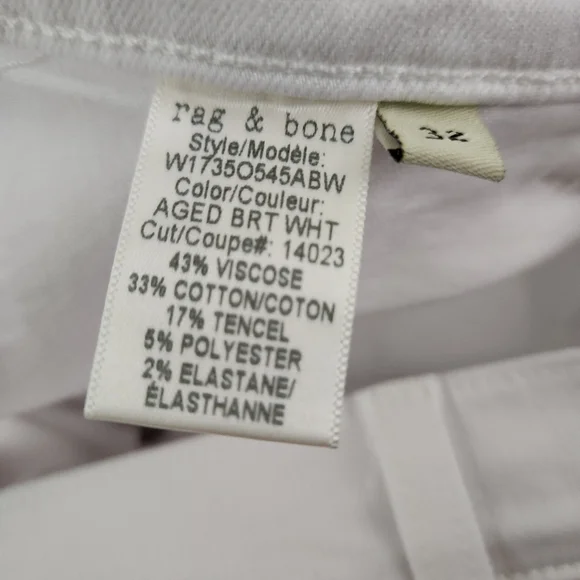 rag & bone
Style/Modèle:
W1735O545ABW
Color/Couleur:
AGED BRT WHT
Cut/Coupe#: 14023
43% VISCOSE
33% COTTON/COTON
17% TENCEL
5% POLYESTER
2% ELASTANE/
ÉLASTHANNE
32